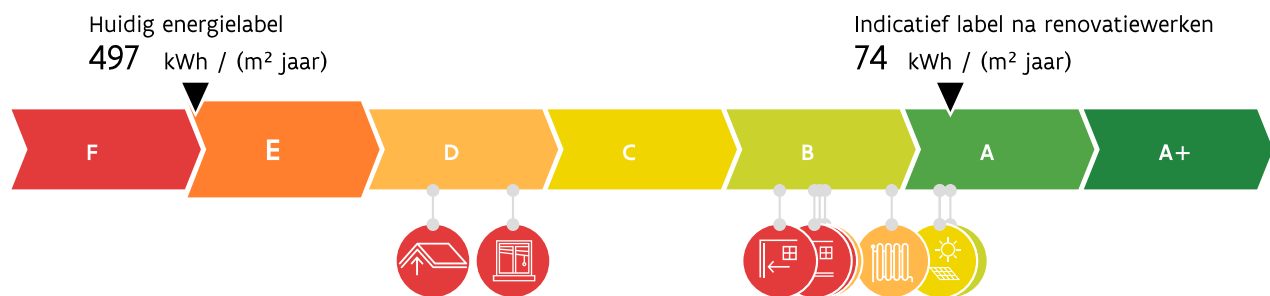 Huidig energielabel
497 kWh / (m² jaar)
Indicatief label na renovatiewerken
74 kWh / (m² jaar)
F E D C B A A+